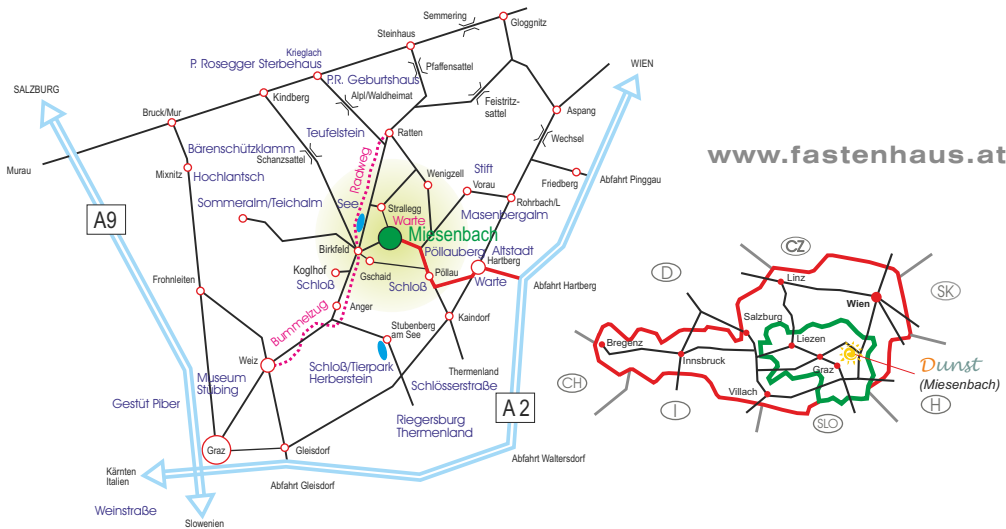 Semmering
Gloggnitz
Steinhaus
Krieglach
P. Rosegger Sterbehaus
Pfaffensattel
WIEN
P.R. Geburtshaus
SALZBURG
Kindberg
Alpl/Waldheimat
Feistritz-
sattel
Aspang
Bruck/Mur
Teufelstein
Ratten
Wechsel
Bärenschützklamm
Schanzsattel
Murau
Mixnitz
Hochlantsch
Radweg
Wenigzell
Stift
Vorau
Friedberg
Abfahrt Pinggau
www.fastenhaus.at
A9
Sommeralm/Teichalm
See
Strallegg
Warte
Masenbergalm
Rohrbach/L
Miesenbach
Birkfeld
Pöllauberg
Altstadt
Hartberg
Koglhof
Schloß
Gschaid
Schloß
Pöllau
Warte
Abfahrt Hartberg
Frohnleiten
Bummelzug
Anger
Stubenberg
am See
Kaindorf
Weiz
Museum
Stübing
Schloß/Tierpark
Herberstein
Thermenland
Schlösserstraße
Gestüt Piber
A 2
Riegersburg
Thermenland
Graz
Gleisdorf
Abfahrt Waltersdorf
Kärnten
Italien
Abfahrt Gleisdorf
Weinstraße
Slowenien
CZ
D
Linz
SK
Wien
Salzburg
Bregenz
Innsbruck
Liezen
Graz
Dunst
(Miesenbach)
CH
Villach
I
SLO
H